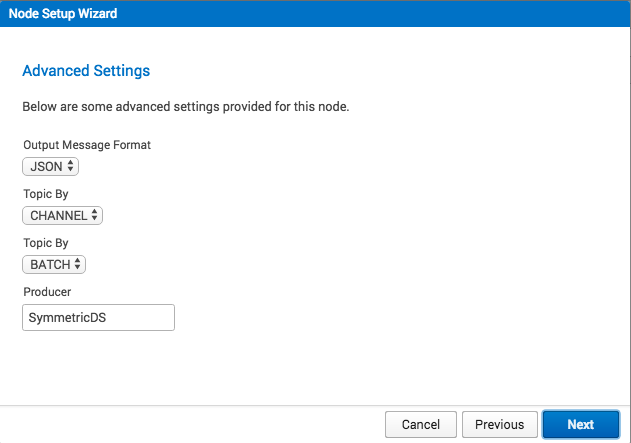 Node Setup Wizard
Advanced Settings
Below are some advanced settings provided for this node.
Output Message Format
JSON
Topic By
CHANNEL
Topic By
BATCH
Producer
SymmetricDS
Cancel Previous Next